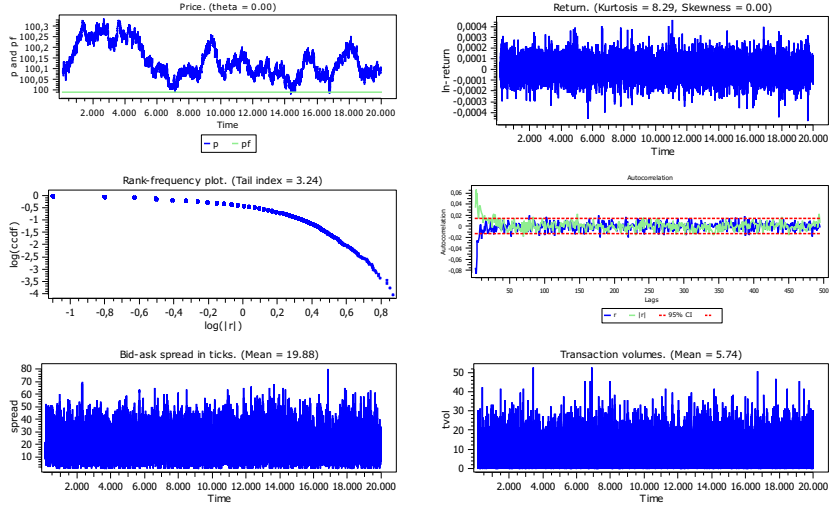 Price. (theta = 0.00)
p and pf
100,3
100,25
100,2
100,15
100,1
100,05
100
2.000 4.000 6.000 8.000 10.000 12.000 14.000 16.000 18.000 20.000
Time
p pf
Return. (Kurtosis = 8.29, Skewness = 0.00)
ln-return
0,0004
0,0003
0,0002
0,0001
0
-0,0001
-0,0002
-0,0003
-0,0004
2.000 4.000 6.000 8.000 10.000 12.000 14.000 16.000 18.000 20.000
Time
Rank-frequency plot. (Tail index = 3.24)
log(ccdf)
0
-0,5
-1
-1,5
-2
-2,5
-3
-3,5
-4
-1 -0,8 -0,6 -0,4 -0,2 0 0,2 0,4 0,6 0,8
log(|r|)
Autocorrelation
Autocorrelation
0,06
0,04
0,02
0
-0,02
-0,04
-0,06
-0,08
50 100 150 200 250 300 350 400 450 500
Lags
r |r| 95% CI
Bid-ask spread in ticks. (Mean = 19.88)
spread
80
70
60
50
40
30
20
10
2.000 4.000 6.000 8.000 10.000 12.000 14.000 16.000 18.000 20.000
Time
Transaction volumes. (Mean = 5.74)
tvol
50
40
30
20
10
0
2.000 4.000 6.000 8.000 10.000 12.000 14.000 16.000 18.000 20.000
Time